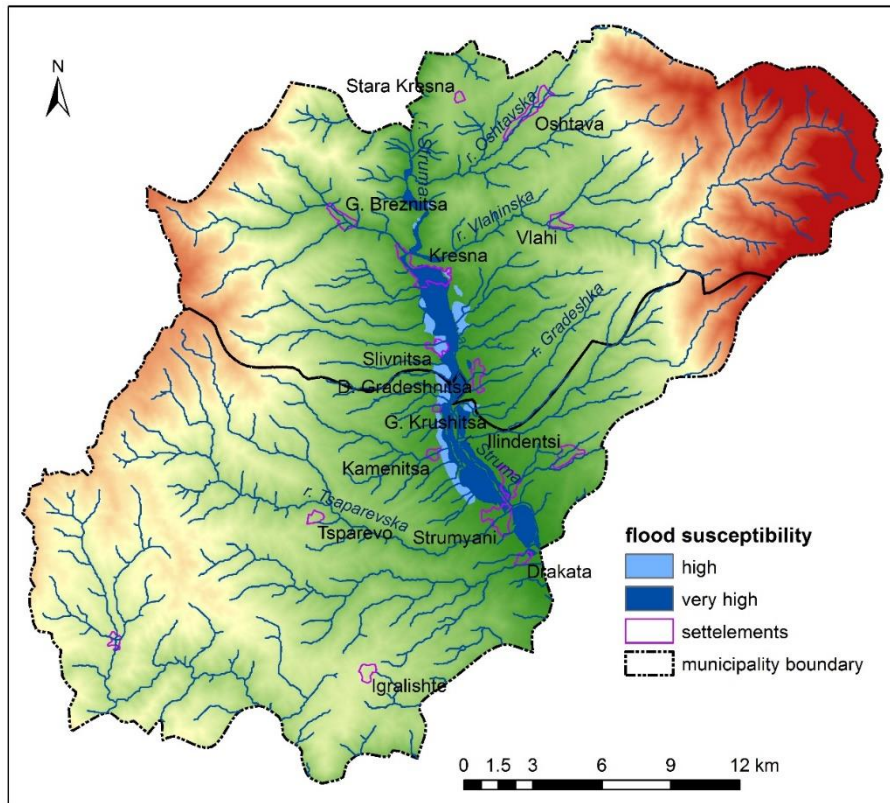 N
Stara Kresna
r. Oshtavska
Oshtava
r. Struma
G. Breznitsa
r. Vlahinska
Vlahi
Kresna
r. Gradeshka
Slivnitsa
D. Gradeshnitsa
G. Krushitsa
Ilindentsi
Kamenitsa
Struma
r. Tsaparevska
Tsparevo
Strumyani
Drakata
Igralishte
flood susceptibility
high
very high
settelements
municipality boundary
0 1.5 3 6 9 12 km